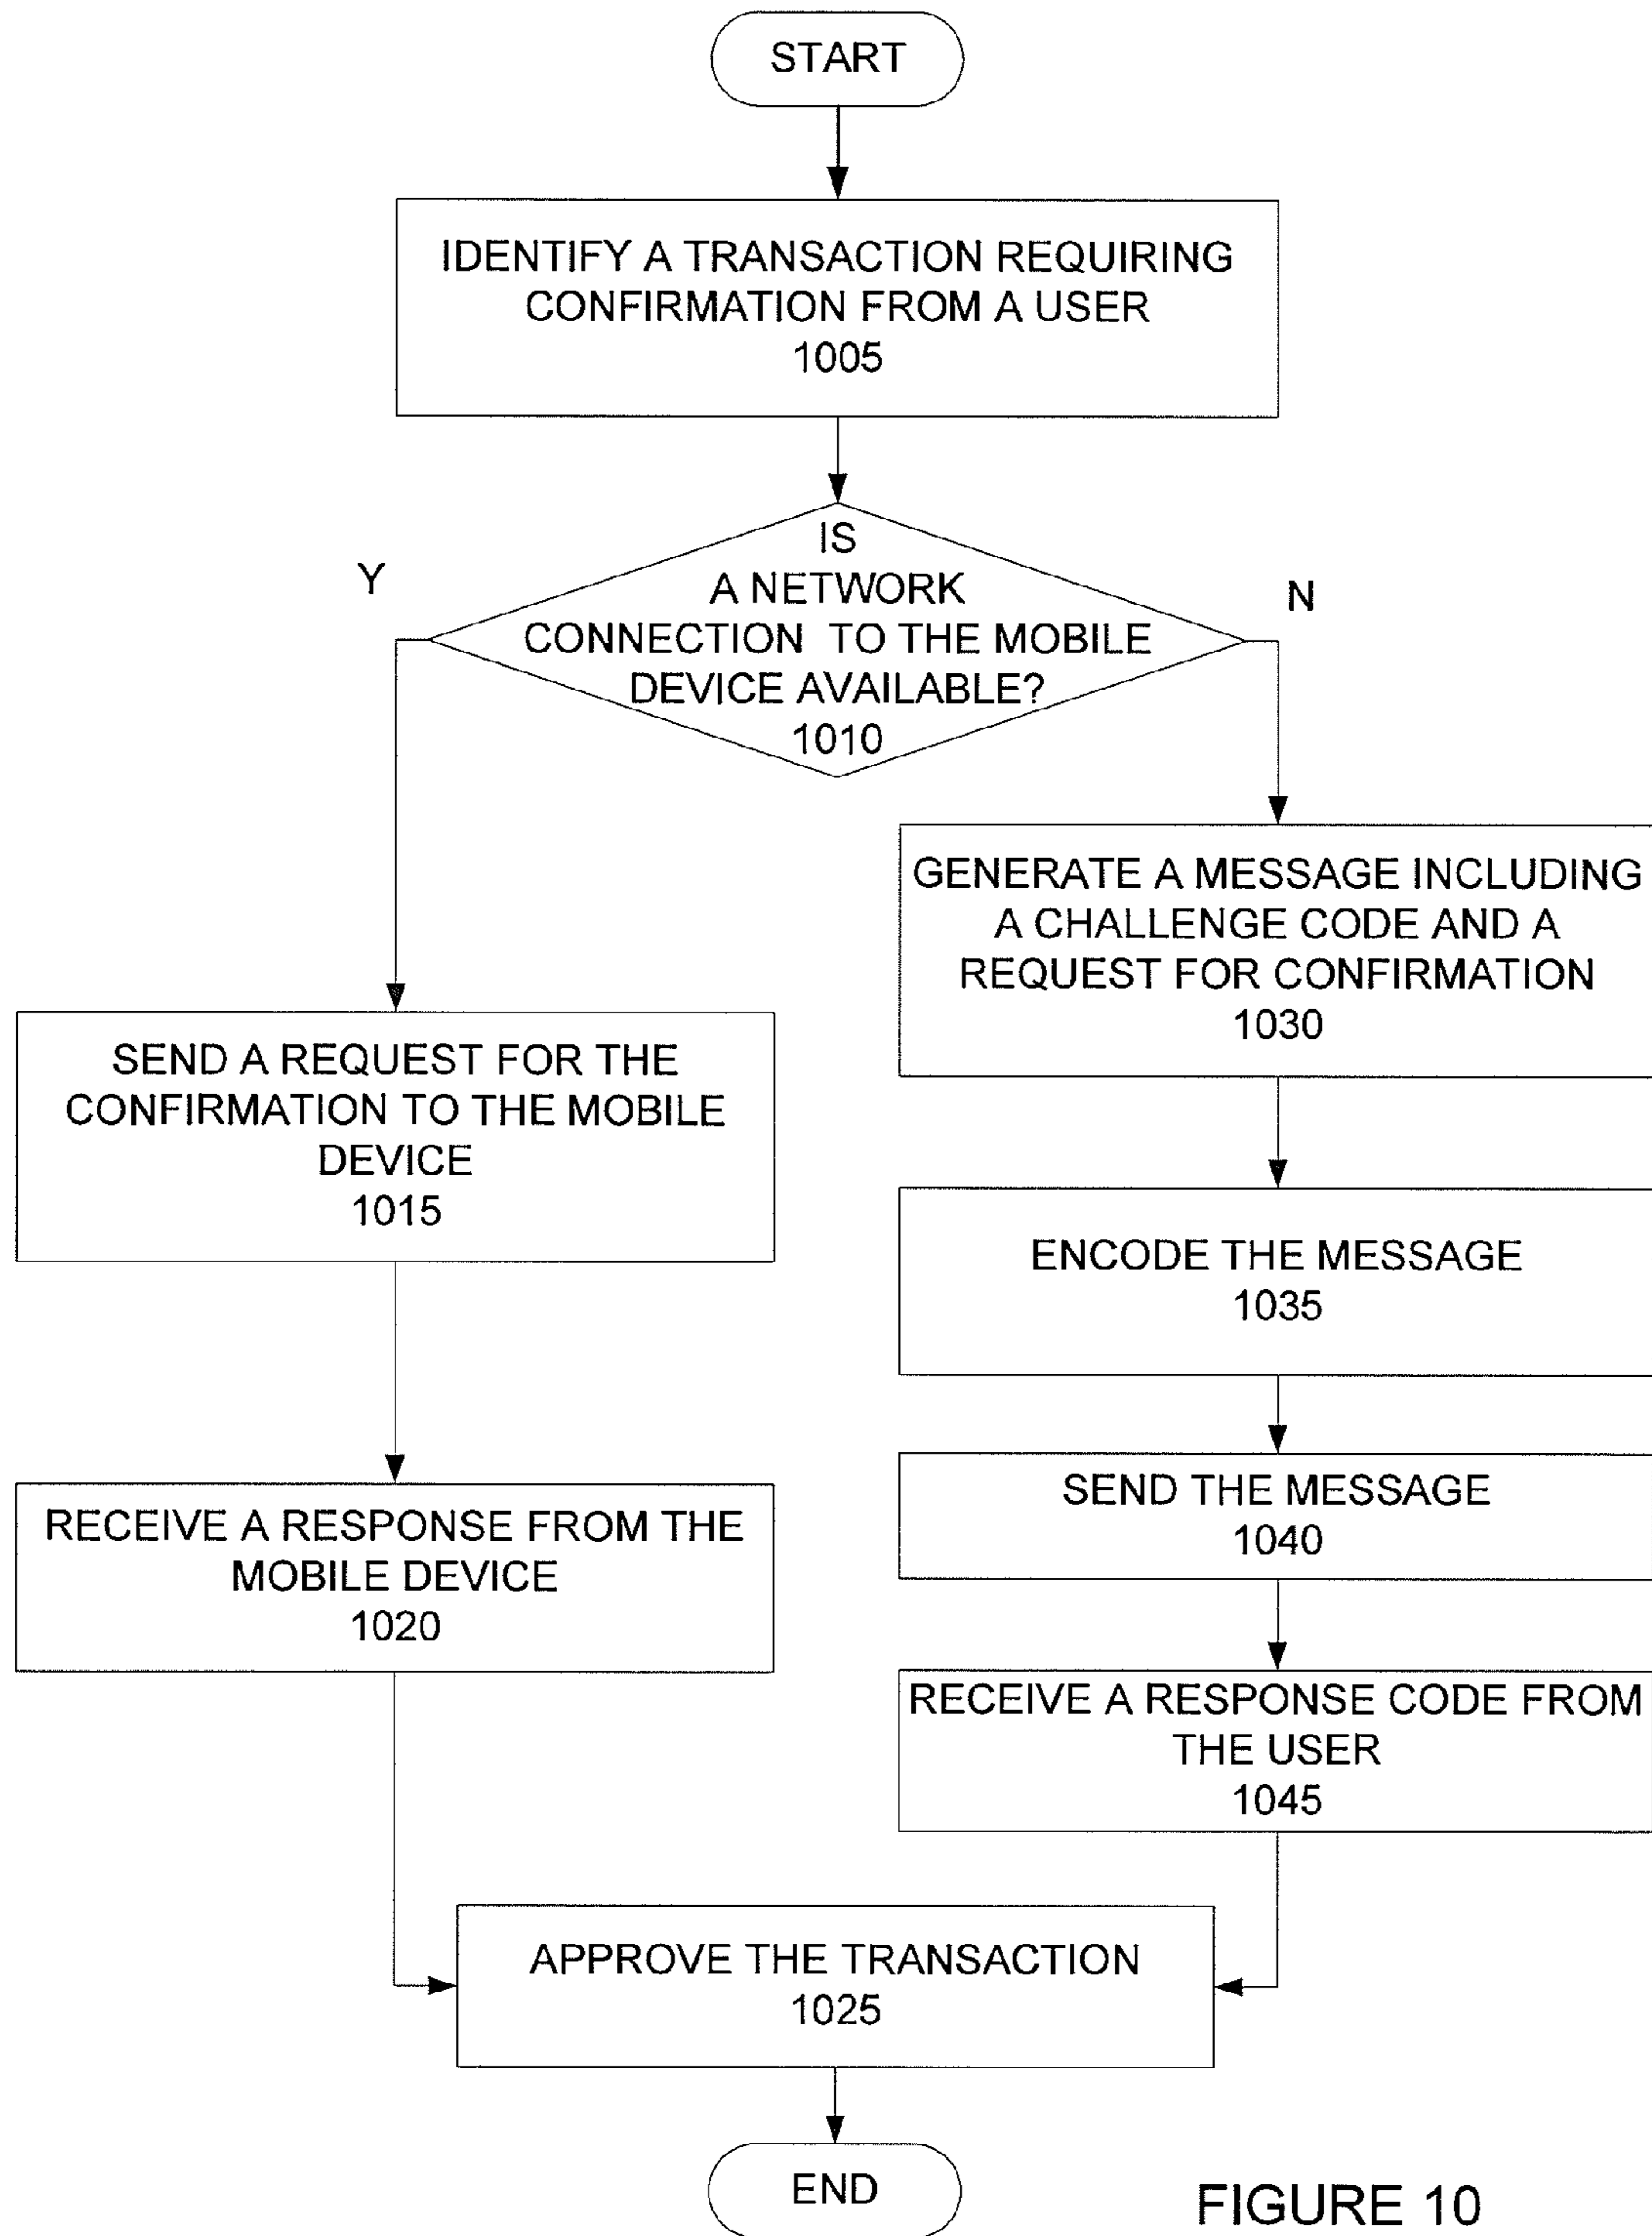 START
IDENTIFY A TRANSACTION REQUIRING
CONFIRMATION FROM A USER
1005
IS
A NETWORK
CONNECTION TO THE MOBILE
DEVICE AVAILABLE?
1010
Y
N
SEND A REQUEST FOR THE
CONFIRMATION TO THE MOBILE
DEVICE
1015
RECEIVE A RESPONSE FROM THE
MOBILE DEVICE
1020
GENERATE A MESSAGE INCLUDING
A CHALLENGE CODE AND A
REQUEST FOR CONFIRMATION
1030
ENCODE THE MESSAGE
1035
SEND THE MESSAGE
1040
RECEIVE A RESPONSE CODE FROM
THE USER
1045
APPROVE THE TRANSACTION
1025
END
FIGURE 10